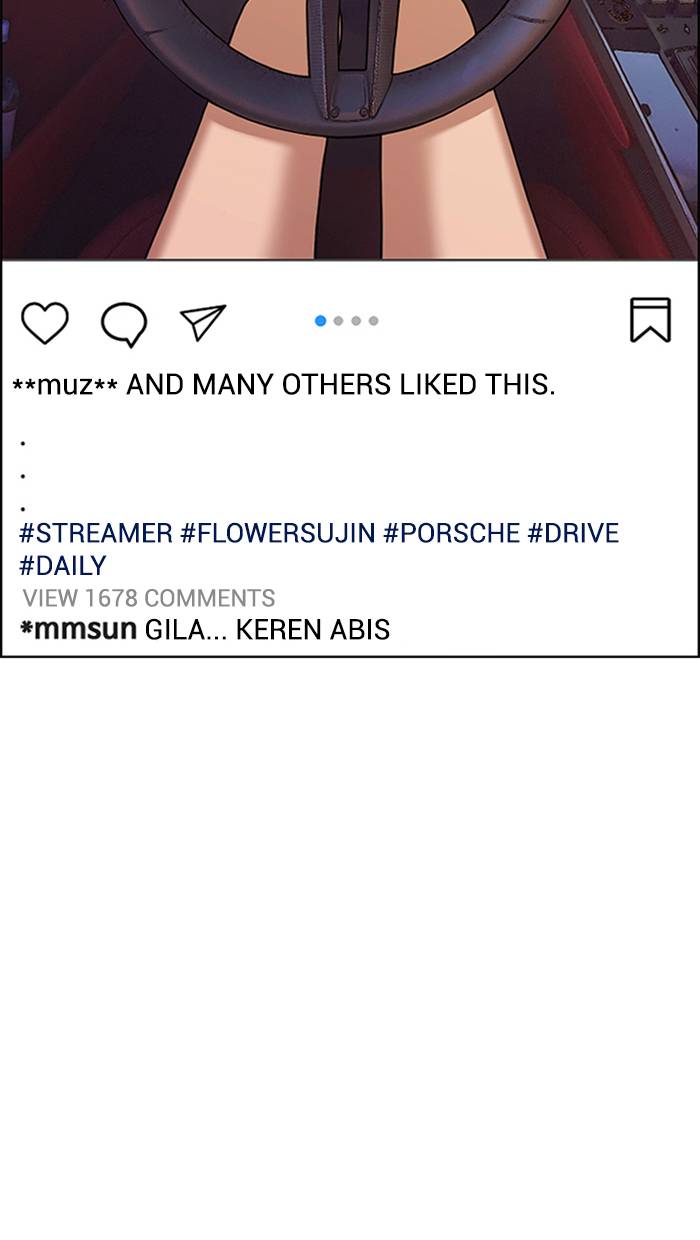 **muz** AND MANY OTHERS LIKED THIS.
.
.
.
#STREAMER #FLOWERSUJIN #PORSCHE #DRIVE
#DAILY
VIEW 1678 COMMENTS
*mmsun GILA... KEREN ABIS